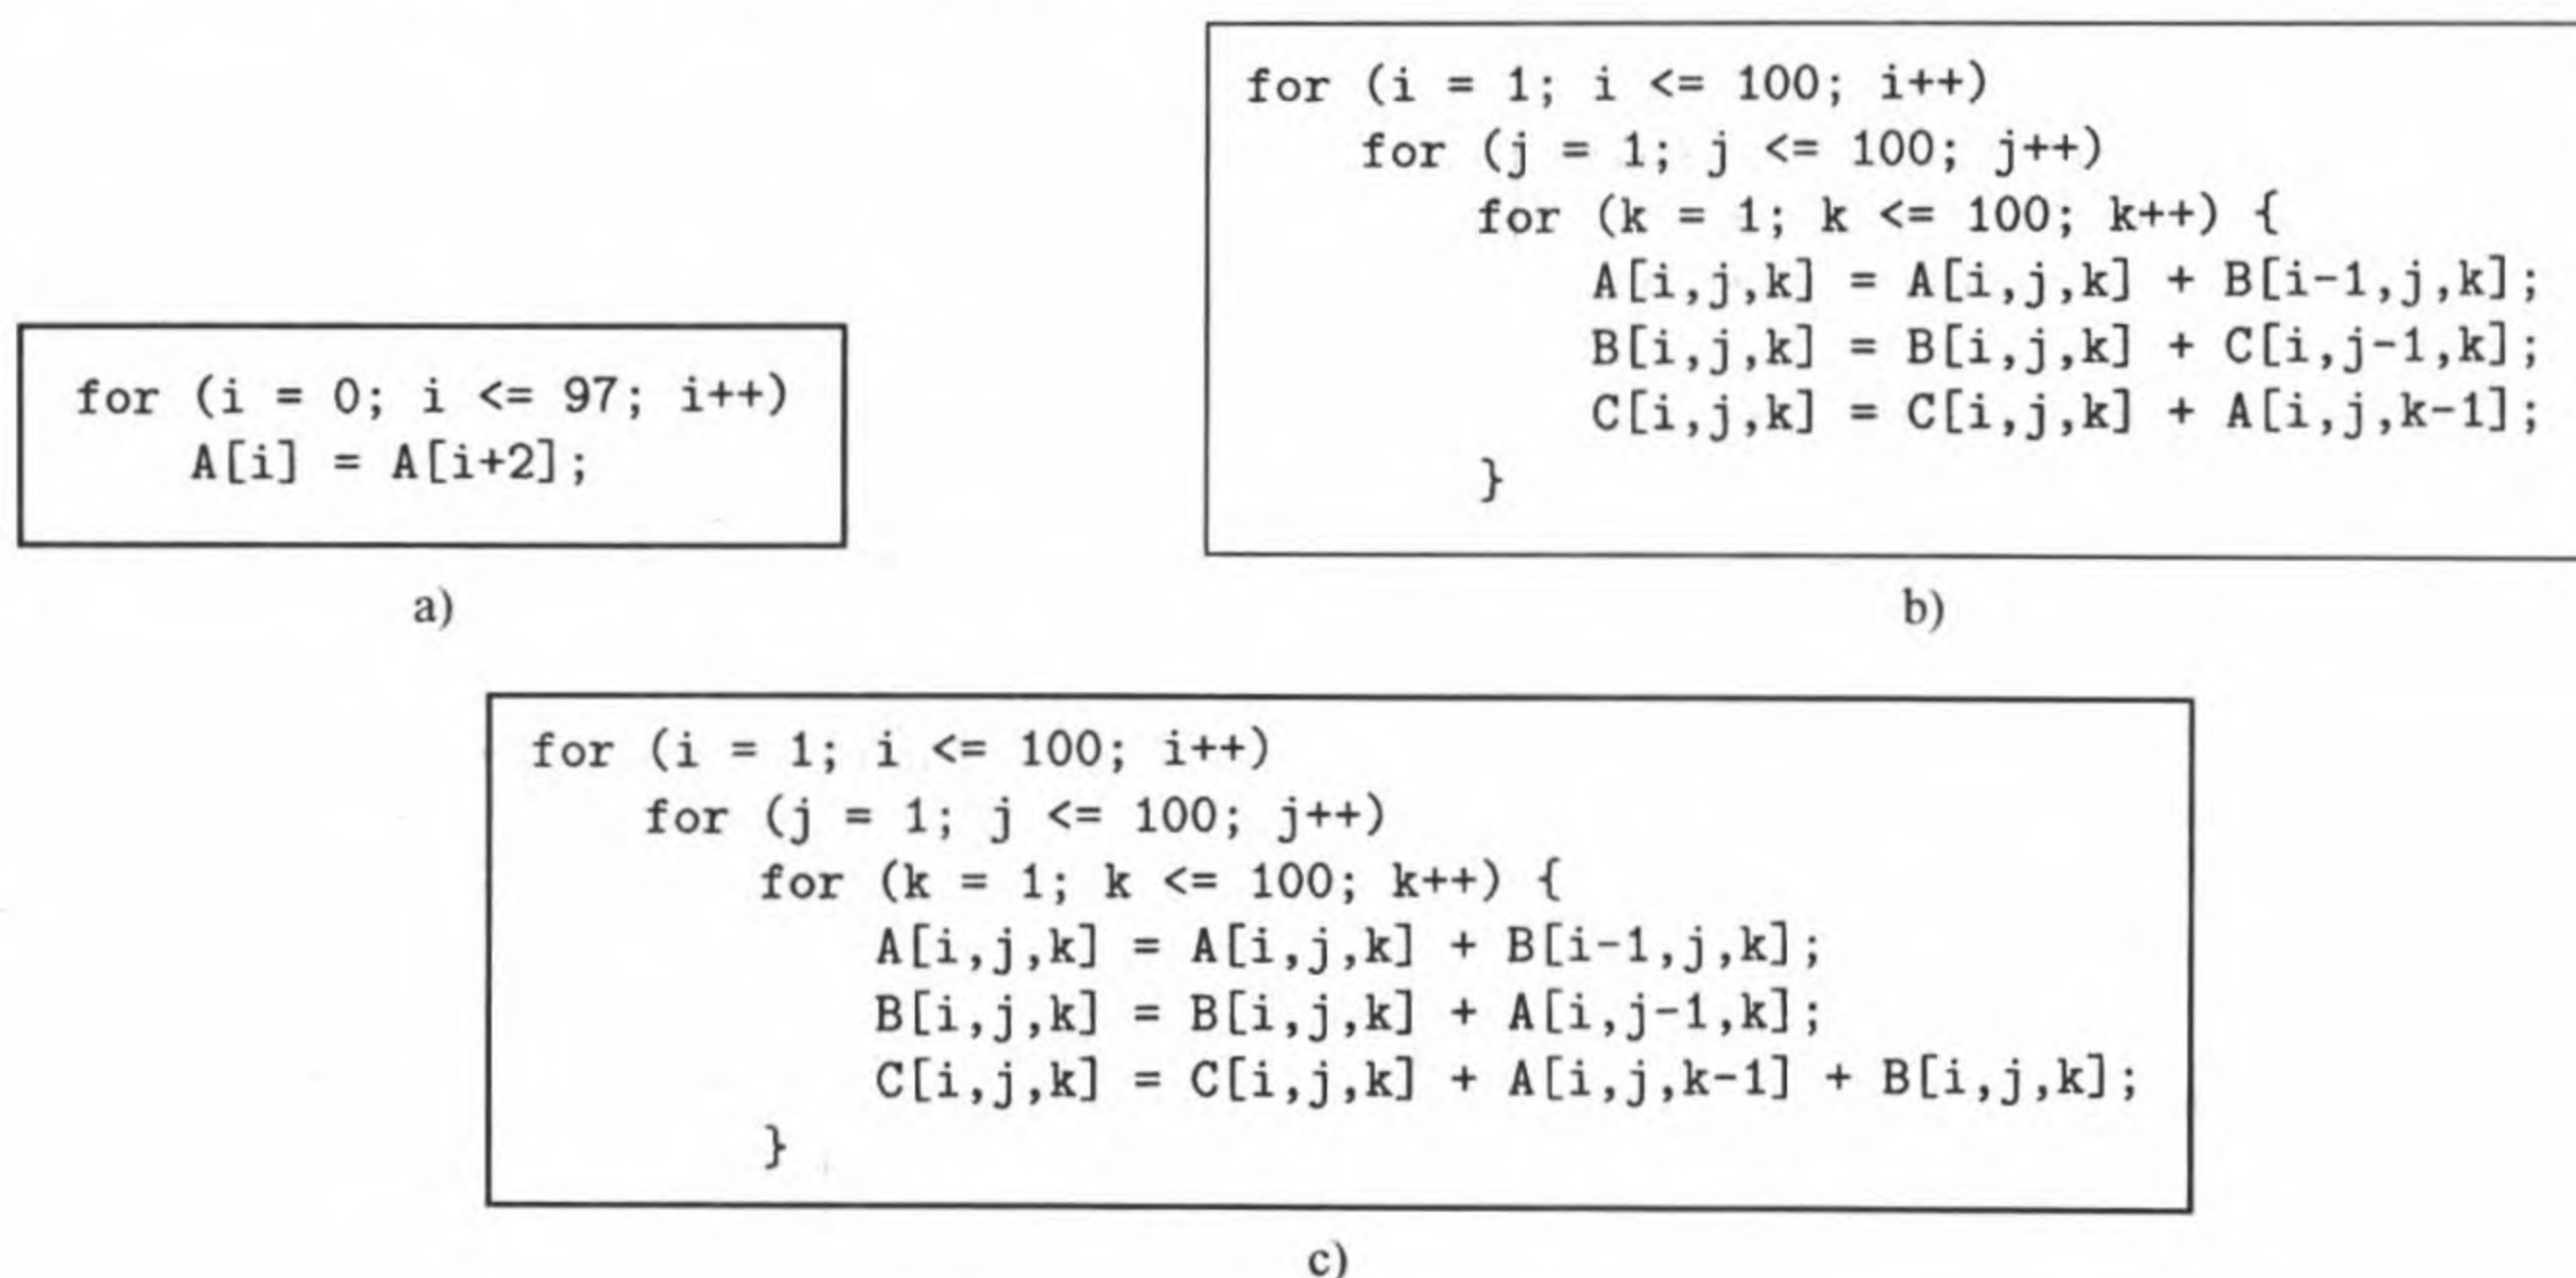 for (i = 0; i <= 97; i++)
    A[i] = A[i+2];
a)
for (i = 1; i <= 100; i++)
    for (j = 1; j <= 100; j++)
        for (k = 1; k <= 100; k++) {
            A[i,j,k] = A[i,j,k] + B[i-1,j,k];
            B[i,j,k] = B[i,j,k] + C[i,j-1,k];
            C[i,j,k] = C[i,j,k] + A[i,j,k-1];
        }
b)
for (i = 1; i <= 100; i++)
    for (j = 1; j <= 100; j++)
        for (k = 1; k <= 100; k++) {
            A[i,j,k] = A[i,j,k] + B[i-1,j,k];
            B[i,j,k] = B[i,j,k] + A[i,j-1,k];
            C[i,j,k] = C[i,j,k] + A[i,j,k-1] + B[i,j,k];
        }
c)